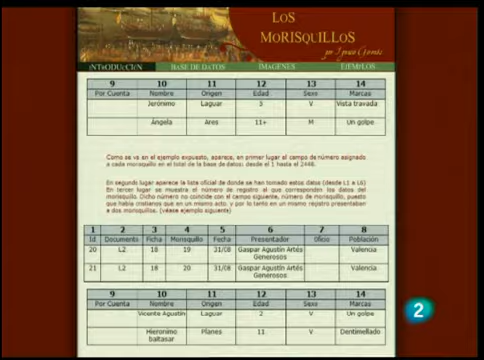 LOS
MORISQUILLOS
INTRODUCCIÓN BASE DE DATOS IMAGENES EJEMPLOS
9 10 11 12 13 14
Por Cuenta Nombre Origen Edad Sexo Marcas
Jerónimo Laguar 3 V Vista travada
Ángela Ares 11+ M Un golpe
Como se ve en el ejemplo expuesto, aparece, en primer lugar el campo de número asignado
a cada morisquillo en el total de la base de datos, desde el 1 hasta el 2448.
En segundo lugar aparece la lista oficial de donde se han tomado estos datos (desde L1 a L6)
En tercer lugar se muestra el número de registro al que corresponden los datos del
morisquillo. Dicho número no coincide con el campo siguiente, número de morisquillo, puesto
que había cristianos que en un mismo acto, y por lo tanto en un mismo registro presentaban
a dos morisquillos. (véase ejemplo siguiente)
1 2 3 4 5 6 7 8
Id Documento Ficha Morisquillo Fecha Presentador Oficio Población
20 L2 18 19 31/08 Gaspar Agustín Artés Generosos Valencia
21 L2 18 20 31/08 Gaspar Agustín Artés Generosos Valencia
9 10 11 12 13 14
Por Cuenta Nombre Origen Edad Sexo Marcas
Vicente Agustín Laguar 2 V Un golpe
Hieronimo baltasar Planes 11 V Dentimellado
2